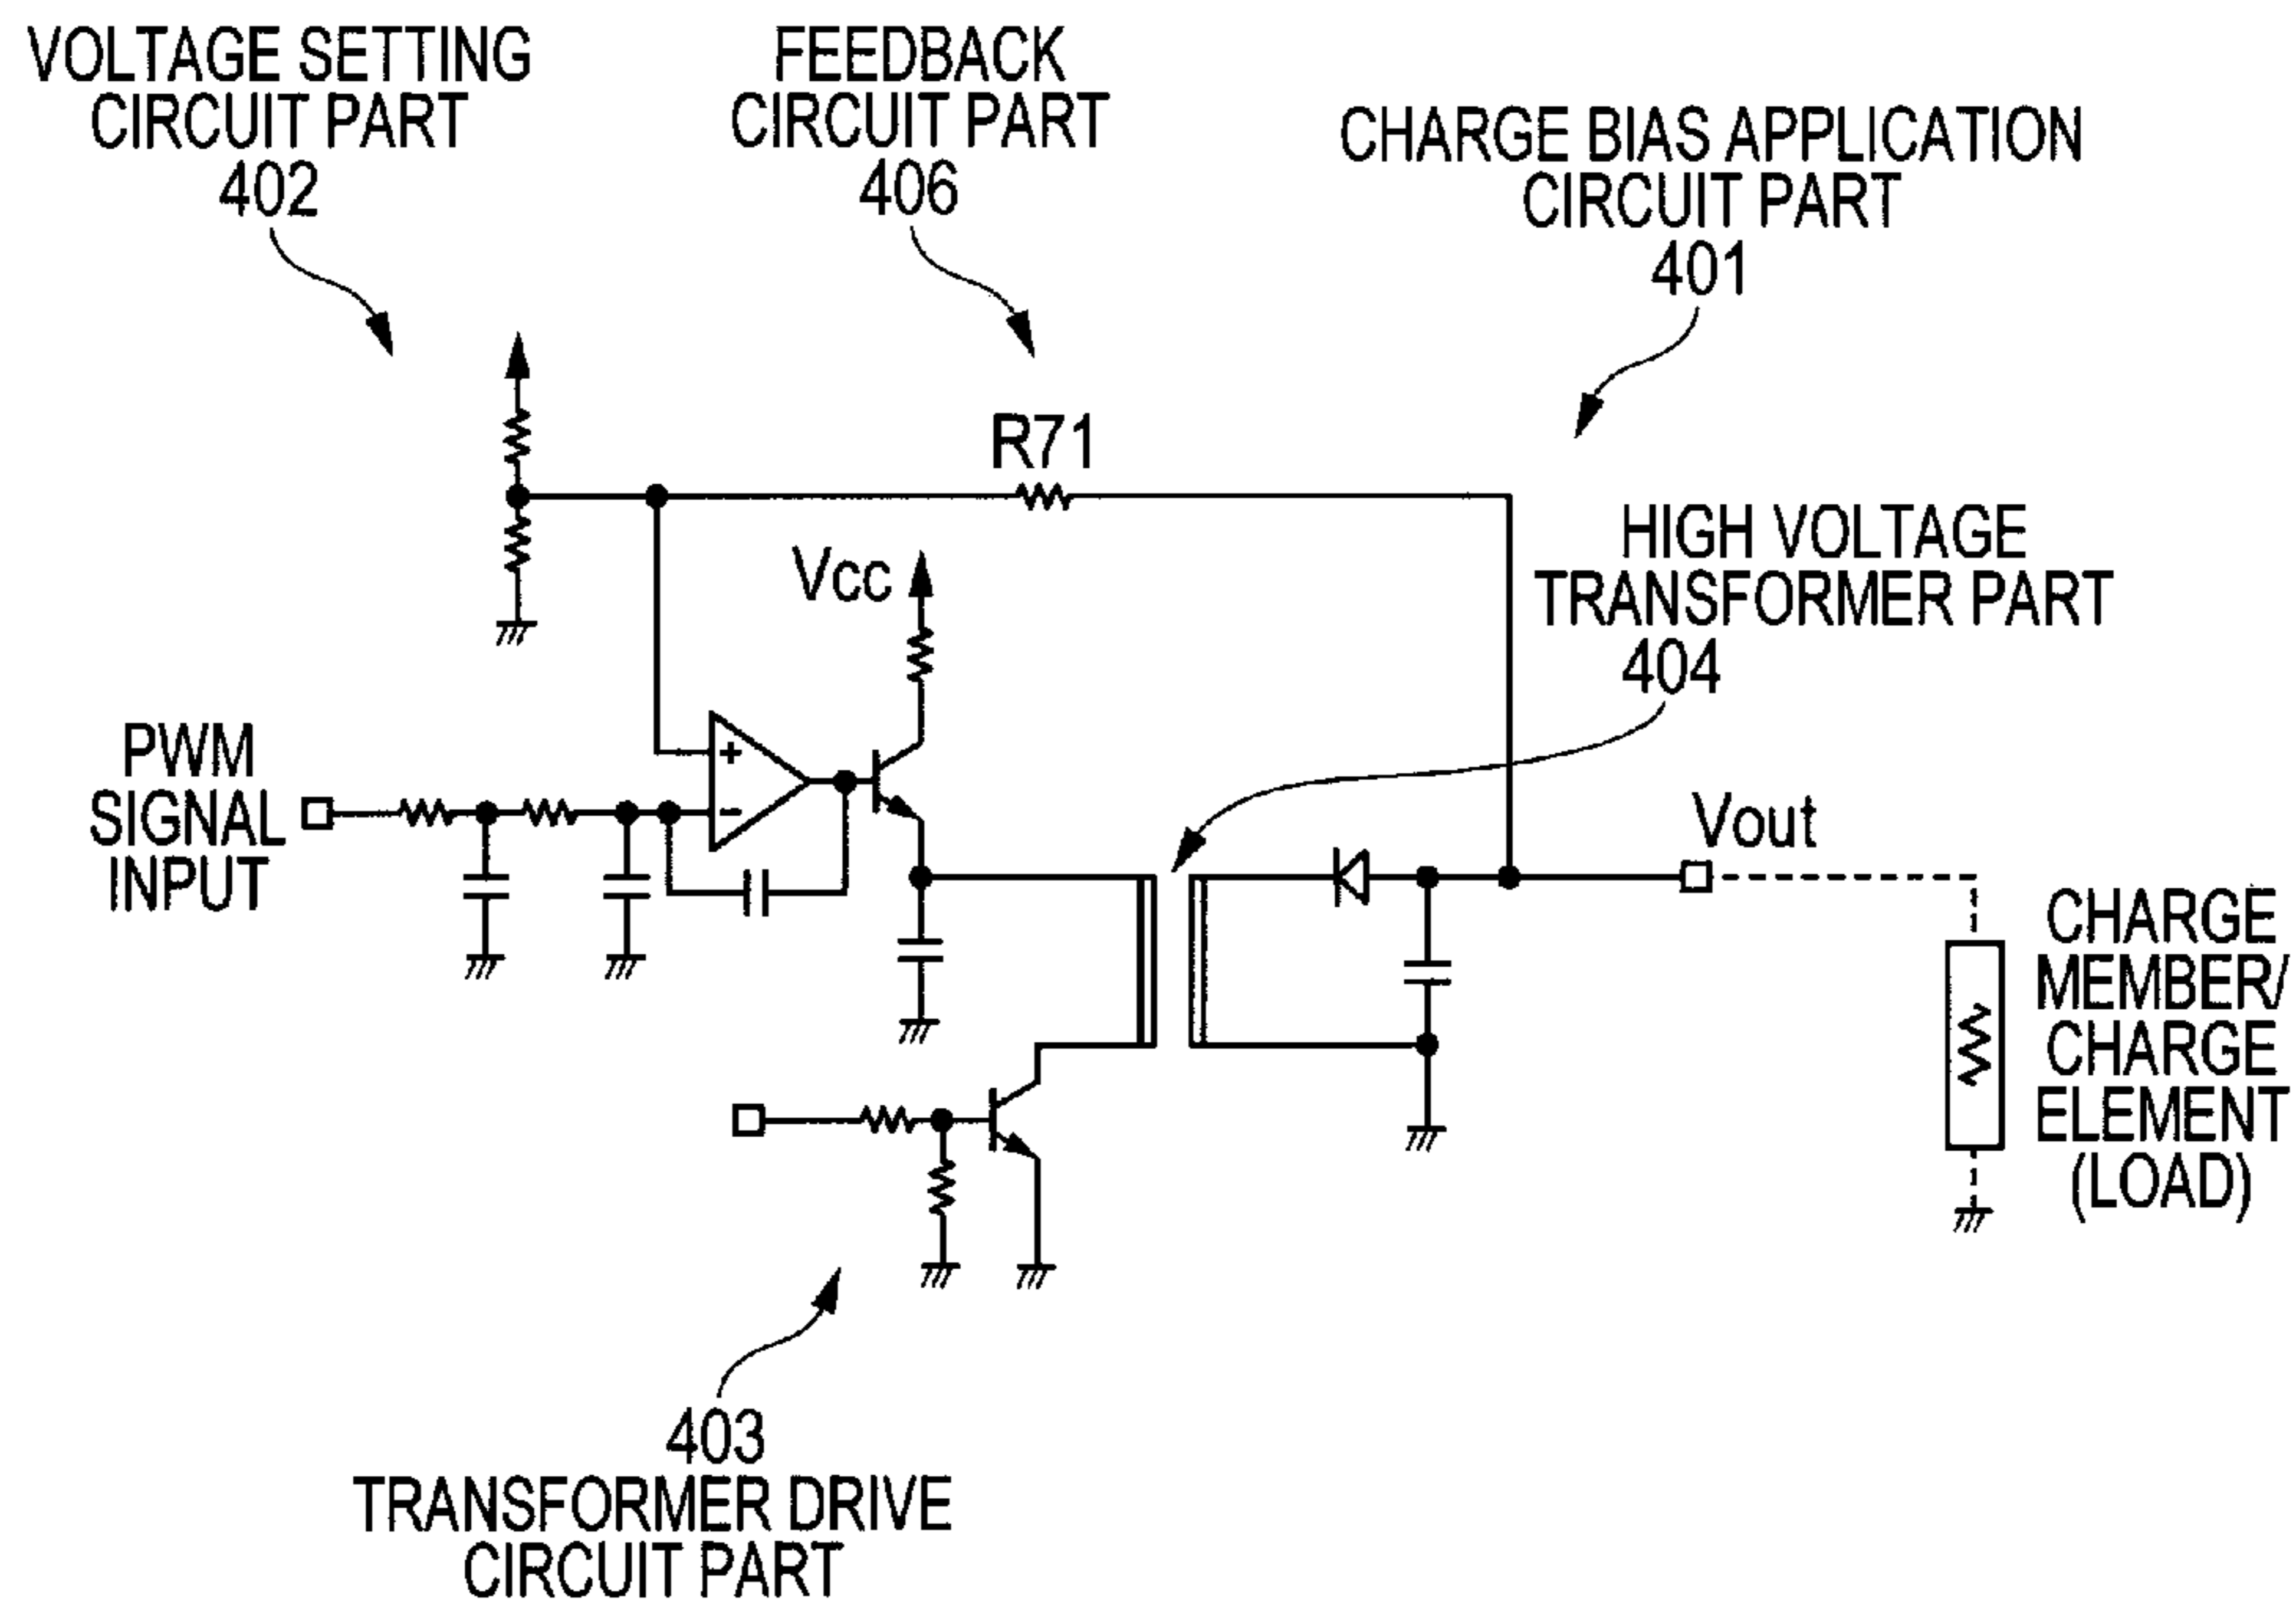 VOLTAGE SETTING
CIRCUIT PART
402
FEEDBACK
CIRCUIT PART
406
CHARGE BIAS APPLICATION
CIRCUIT PART
401
R71
HIGH VOLTAGE
TRANSFORMER PART
404
Vcc
PWM
SIGNAL
INPUT
+
−
Vout
CHARGE
MEMBER/
CHARGE
ELEMENT
(LOAD)
403
TRANSFORMER DRIVE
CIRCUIT PART